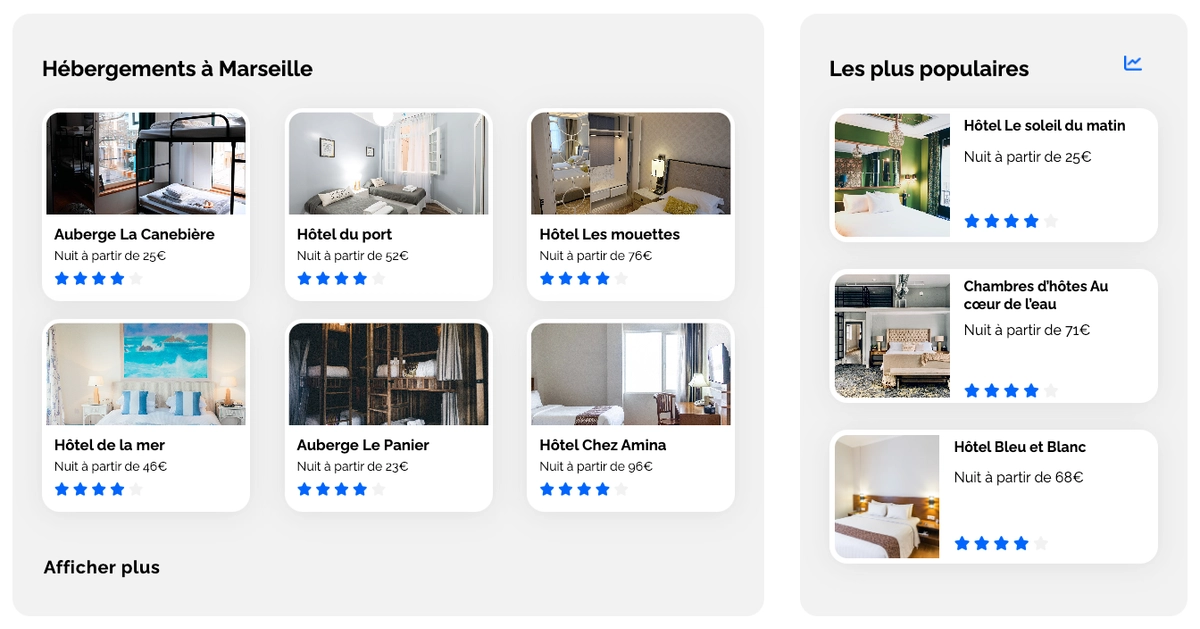 Hébergements à Marseille
Auberge La Canebière
Nuit à partir de 25€
Hôtel du port
Nuit à partir de 52€
Hôtel Les mouettes
Nuit à partir de 76€
Hôtel de la mer
Nuit à partir de 46€
Auberge Le Panier
Nuit à partir de 23€
Hôtel Chez Amina
Nuit à partir de 96€
Afficher plus
Les plus populaires
Hôtel Le soleil du matin
Nuit à partir de 25€
Chambres d'hôtes Au
cœur de l'eau
Nuit à partir de 71€
Hôtel Bleu et Blanc
Nuit à partir de 68€